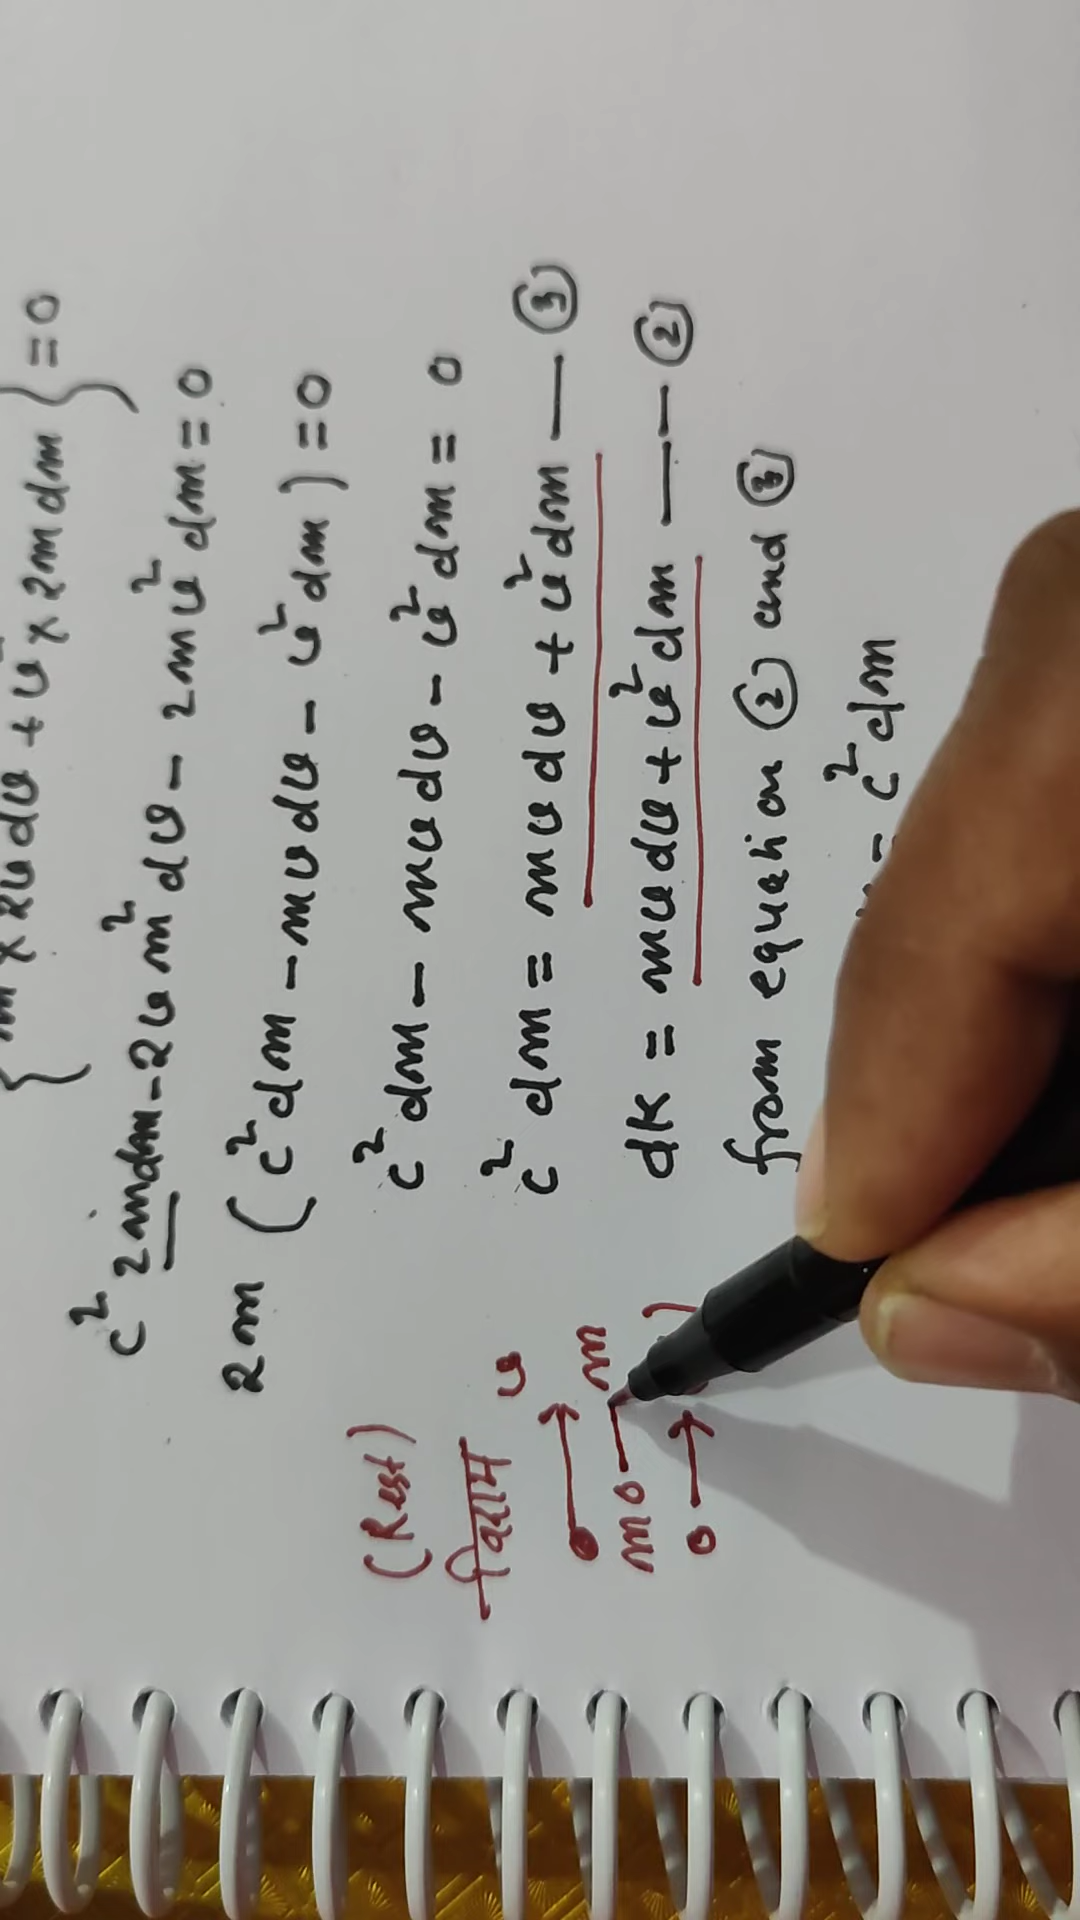 {m² × 2v dv + v² × 2m dm} = 0
c² 2mdm - 2v m² dv - 2m v² dm = 0
2m (c² dm - mv dv - v² dm) = 0
c² dm - mv dv - v² dm = 0
c² dm = mv dv + v² dm — ③
dK = mv dv + v² dm —— ②
from equation ② and ③
= c² dm
(Rest)
विराम
v
m0 — m
0 →